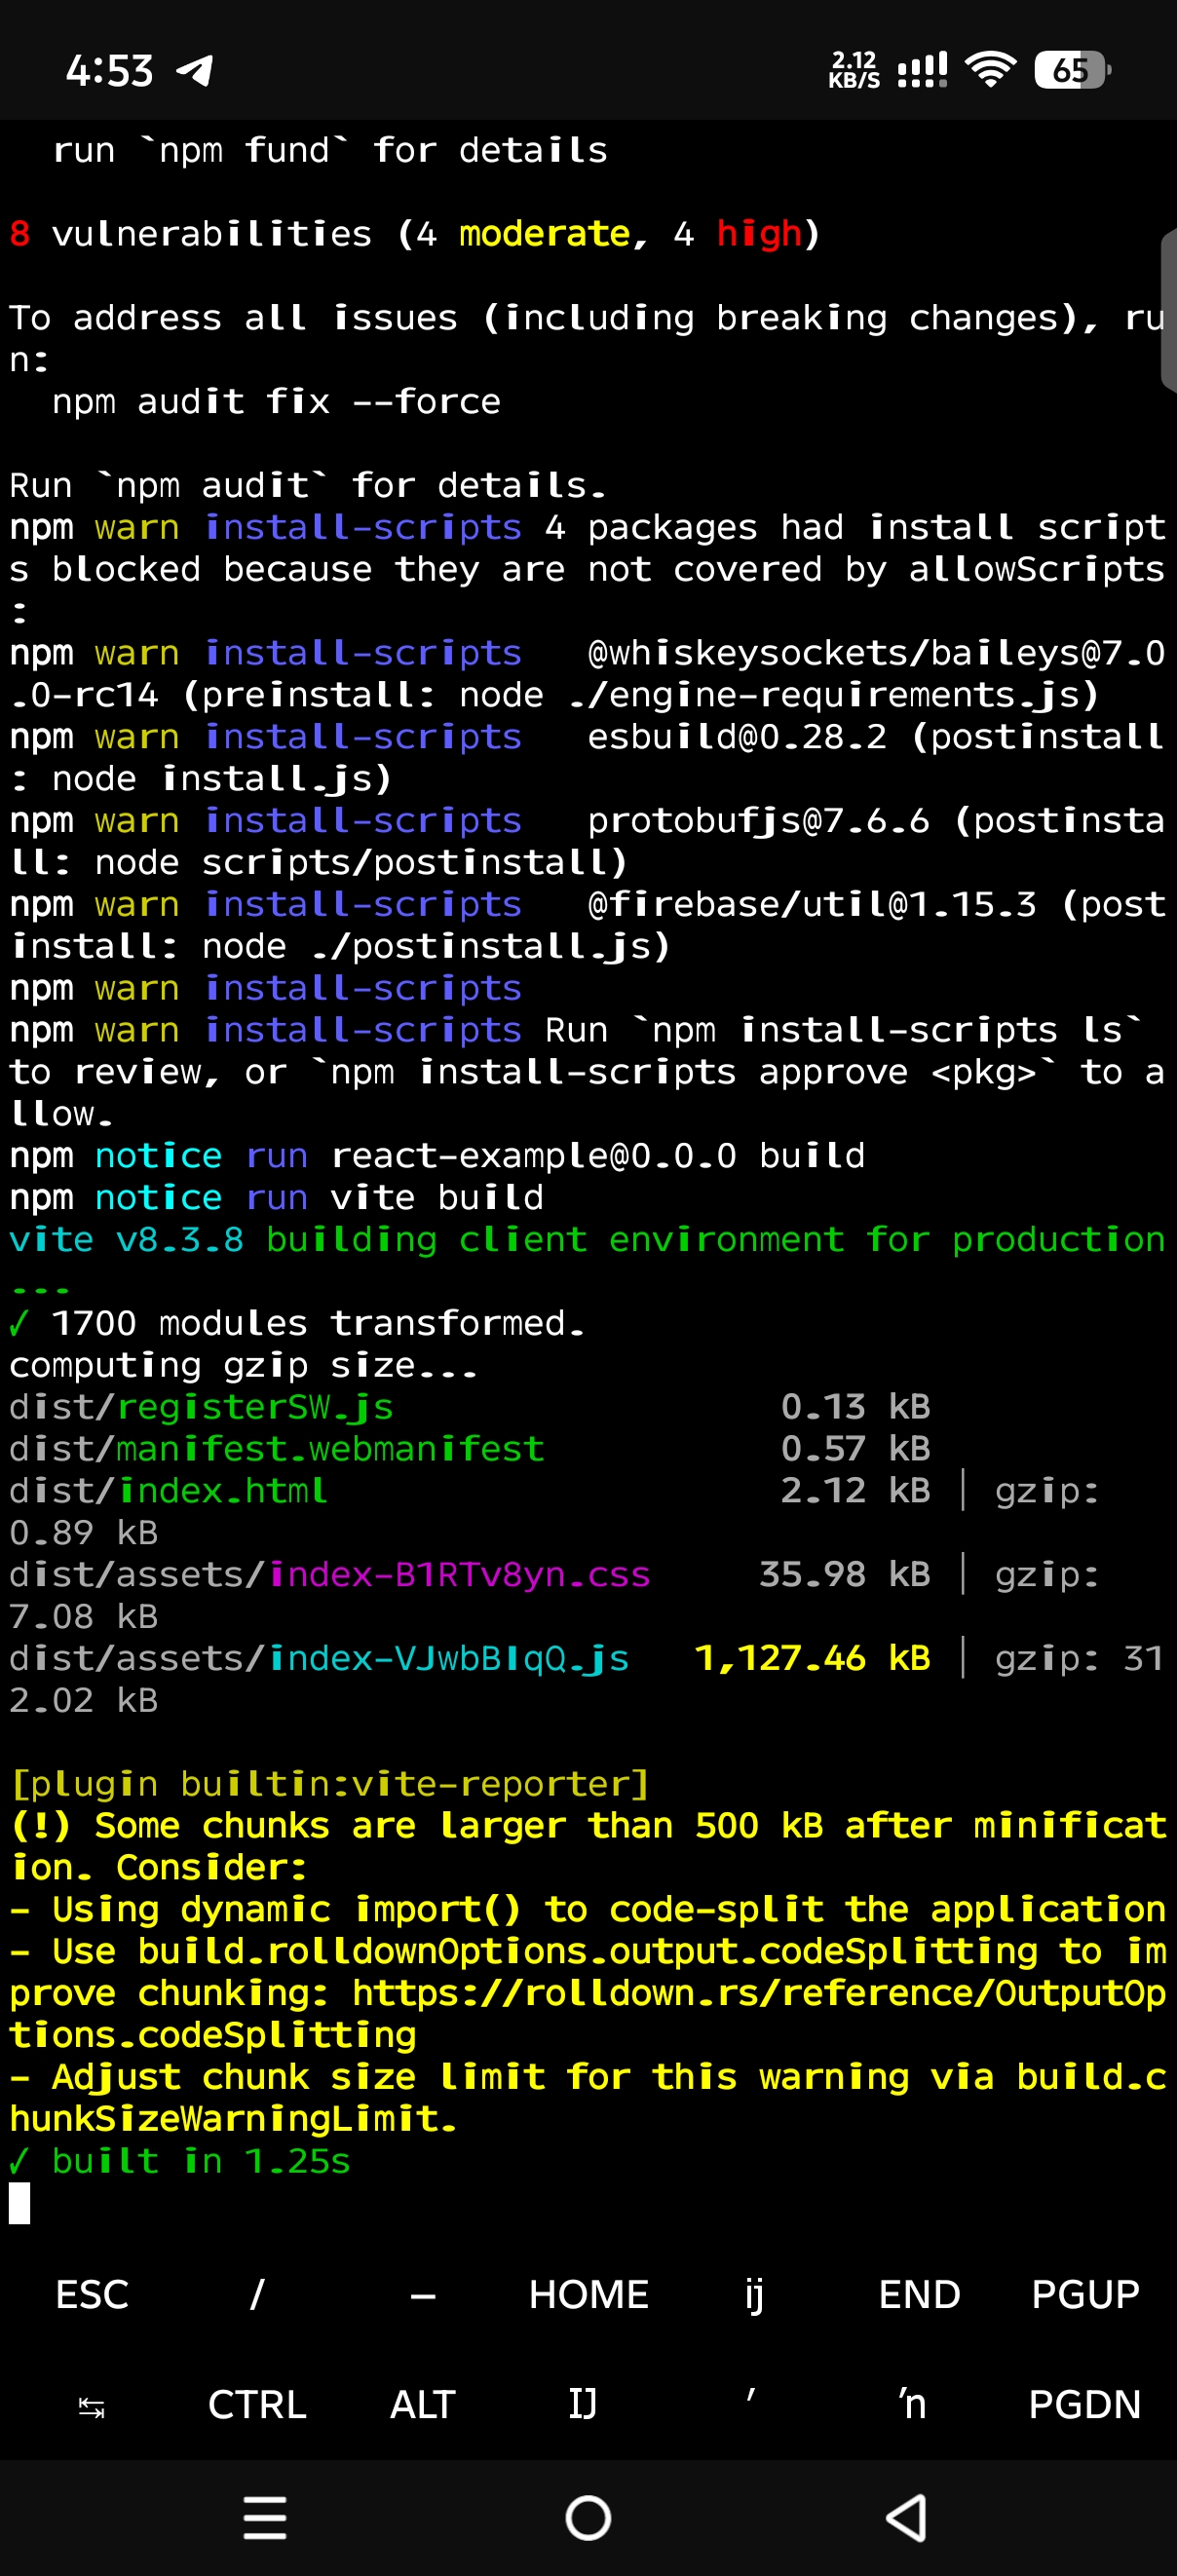 4:53
2.12
KB/S
65
run `npm fund` for details
8 vulnerabilities (4 moderate, 4 high)
To address all issues (including breaking changes), ru
n:
npm audit fix --force
Run `npm audit` for details.
npm warn install-scripts 4 packages had install script
s blocked because they are not covered by allowScripts
:
npm warn install-scripts   @whiskeysockets/baileys@7.0
.0-rc14 (preinstall: node ./engine-requirements.js)
npm warn install-scripts   esbuild@0.28.2 (postinstall
: node install.js)
npm warn install-scripts   protobufjs@7.6.6 (postinsta
ll: node scripts/postinstall)
npm warn install-scripts   @firebase/util@1.15.3 (post
install: node ./postinstall.js)
npm warn install-scripts
npm warn install-scripts Run `npm install-scripts ls`
to review, or `npm install-scripts approve <pkg>` to a
llow.
npm notice run react-example@0.0.0 build
npm notice run vite build
vite v8.3.8 building client environment for production
...
✓ 1700 modules transformed.
computing gzip size...
dist/registerSW.js                  0.13 kB
dist/manifest.webmanifest           0.57 kB
dist/index.html                     2.12 kB │ gzip:
0.89 kB
dist/assets/index-B1RTv8yn.css     35.98 kB │ gzip:
7.08 kB
dist/assets/index-VJwbBIqQ.js   1,127.46 kB │ gzip: 31
2.02 kB
[plugin builtin:vite-reporter]
(!) Some chunks are larger than 500 kB after minificat
ion. Consider:
- Using dynamic import() to code-split the application
- Use build.rolldownOptions.output.codeSplitting to im
prove chunking: https://rolldown.rs/reference/OutputOp
tions.codeSplitting
- Adjust chunk size limit for this warning via build.c
hunkSizeWarningLimit.
✓ built in 1.25s
ESC / — HOME ĳ END PGUP
↹ CTRL ALT Ĳ ′ ŉ PGDN